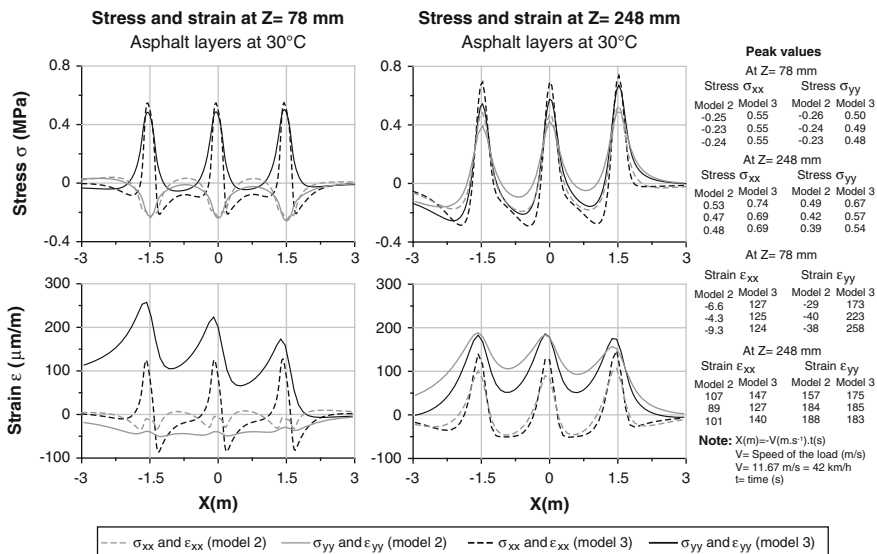 Stress and strain at Z= 78 mm
Asphalt layers at 30°C
Stress and strain at Z= 248 mm
Asphalt layers at 30°C
Stress σ (MPa)
0.8
0.4
0
-0.4
-3 -1.5 0 1.5 3
0.8
0.4
0
-0.4
-3 -1.5 0 1.5 3
Strain ε (μm/m)
300
200
100
0
-100
-3 -1.5 0 1.5 3
X(m)
300
200
100
0
-100
-3 -1.5 0 1.5 3
X(m)
Peak values
At Z= 78 mm
Stress σxx Stress σyy
Model 2 Model 3 Model 2 Model 3
-0.25 0.55 -0.26 0.50
-0.23 0.55 -0.24 0.49
-0.24 0.55 -0.23 0.48
At Z= 248 mm
Stress σxx Stress σyy
Model 2 Model 3 Model 2 Model 3
0.53 0.74 0.49 0.67
0.47 0.69 0.42 0.57
0.48 0.69 0.39 0.54
At Z= 78 mm
Strain εxx Strain εyy
Model 2 Model 3 Model 2 Model 3
-6.6 127 -29 173
-4.3 125 -40 223
-9.3 124 -38 258
At Z= 248 mm
Strain εxx Strain εyy
Model 2 Model 3 Model 2 Model 3
107 147 157 175
89 127 184 185
101 140 188 183
Note: X(m)=-V(m.s⁻¹).t(s)
V= Speed of the load (m/s)
V= 11.67 m/s = 42 km/h
t= time (s)
σxx and εxx (model 2) σyy and εyy (model 2) σxx and εxx (model 3) σyy and εyy (model 3)